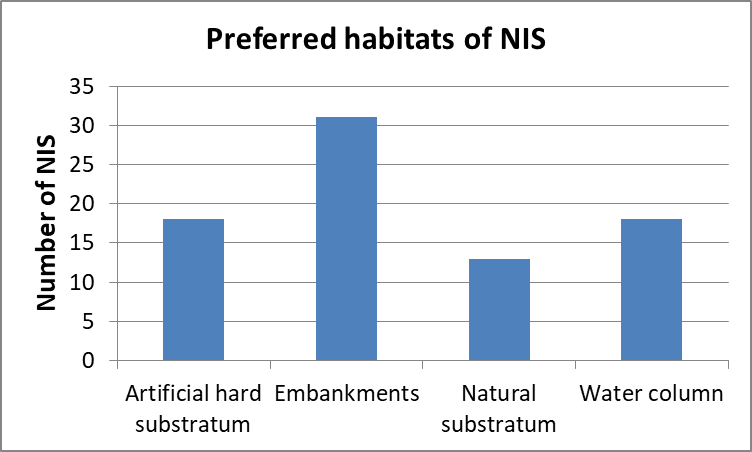 Preferred habitats of NIS
Number of NIS
35
30
25
20
15
10
5
0
Artificial hard
substratum
Embankments
Natural
substratum
Water column